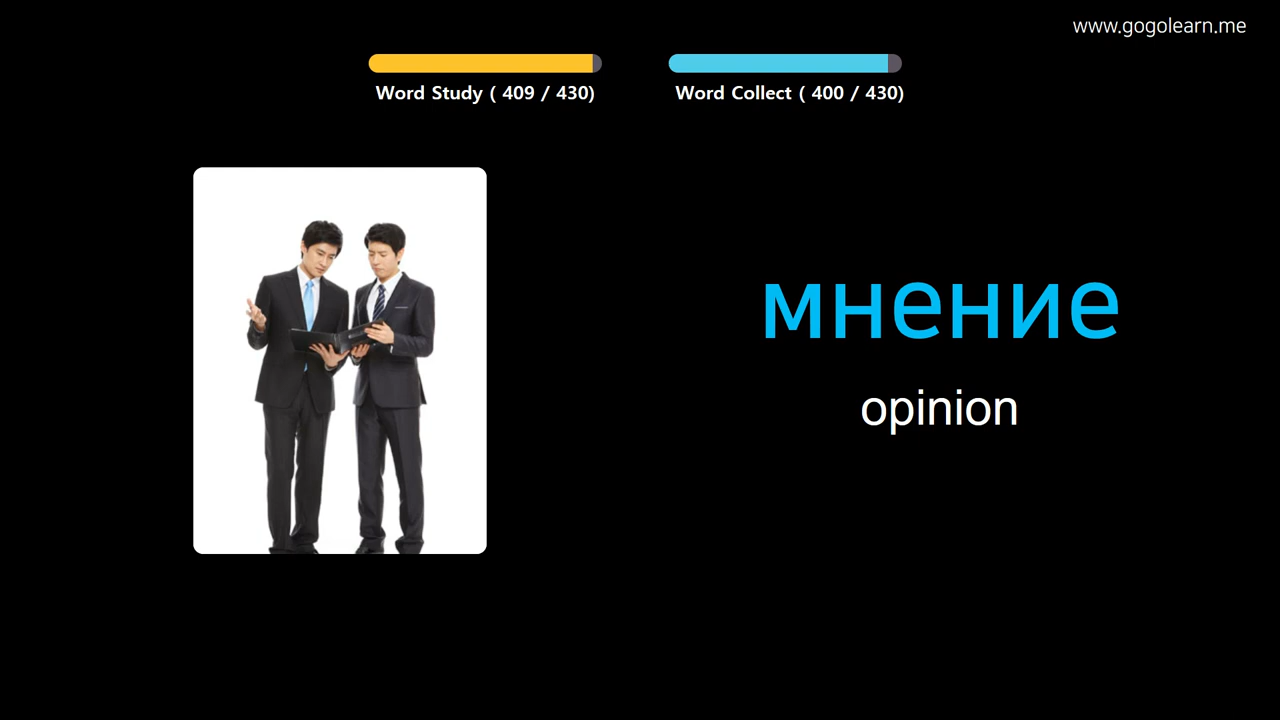 www.gogolearn.me
Word Study ( 409 / 430)
Word Collect ( 400 / 430)
мнение
opinion